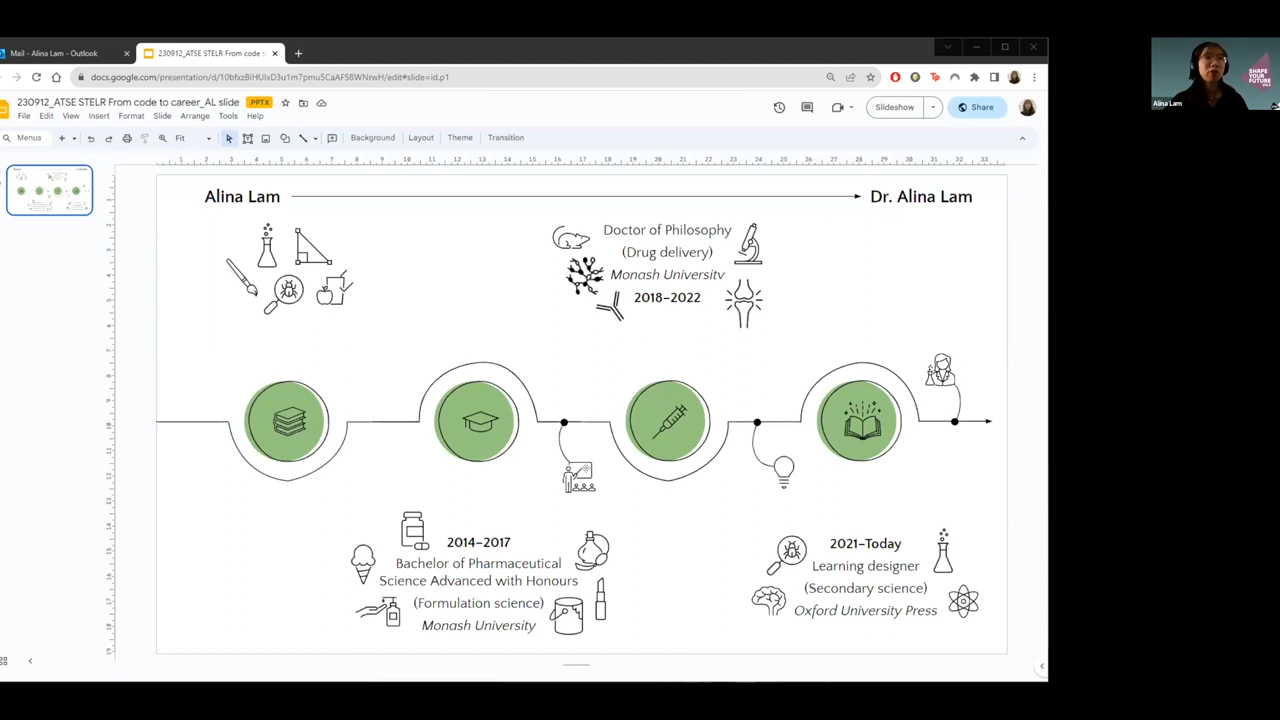 Mail - Alina Lam - Outlook
230912_ATSE STELR From code t
docs.google.com/presentation/d/10bfxzBiHUIxD3u1m7pmu5CaAF58WNrwH/edit#slide=id.p1
230912_ATSE STELR From code to career_AL slide
.PPTX
File Edit View Insert Format Slide Arrange Tools Help
Slideshow
Share
Menus
Fit
Background
Layout
Theme
Transition
Alina Lam
Dr. Alina Lam
Doctor of Philosophy
(Drug delivery)
Monash University
2018–2022
2014–2017
Bachelor of Pharmaceutical
Science Advanced with Honours
(Formulation science)
Monash University
2021–Today
Learning designer
(Secondary science)
Oxford University Press
SHAPE
YOUR
FUTURE
Alina Lam